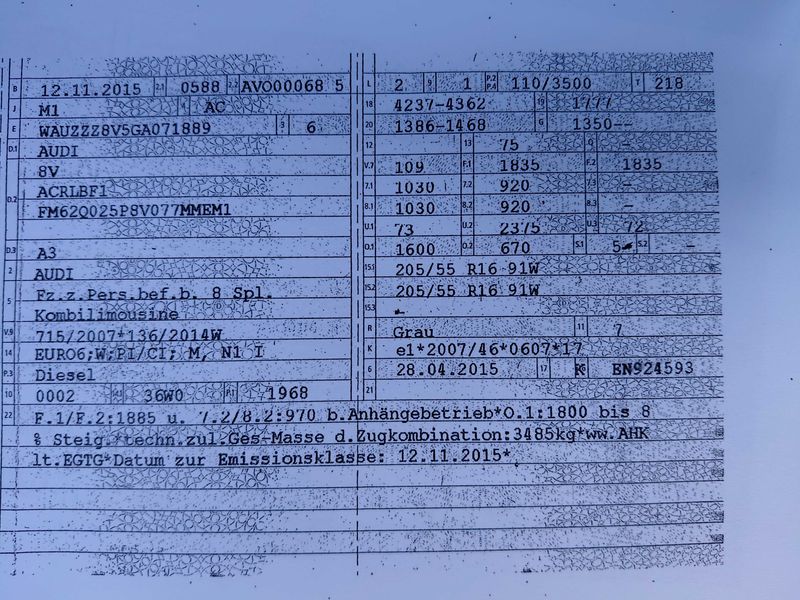 B 12.11.2015 2.1 0588 2.2 AVO00068 5
J M1 4 AC
E WAUZZZ8V5GA071889 3 6
D.1 AUDI
8V
D.2 ACRLBF1
FM62Q025P8V077MMEM1
D.3 A3
2 AUDI
5 Fz.z.Pers.bef.b. 8 Spl.
Kombilimousine
V.9 715/2007*136/2014W
14 EURO6;W;PI/CI; M, N1 I
P.3 Diesel
10 0002 14.1 36W0 P.1 1968
L 2 9 1 P.2 P.4 110/3500 T 218
18 4237-4362 19 1777
20 1386-1468 G 1350--
12 13 75 Q -
V.7 109 F.1 1835 F.2 1835
7.1 1030 7.2 920 7.3 -
8.1 1030 8.2 920 8.3 -
U.1 73 U.2 2375 U.3 72
O.1 1600 O.2 670 S.1 5 S.2 -
15.1 205/55 R16 91W
15.2 205/55 R16 91W
15.3 -
R Grau 11 7
K e1*2007/46*0607*17
6 28.04.2015 17 K EN924593
21
22 F.1/F.2:1885 u. 7.2/8.2:970 b.Anhängebetrieb*O.1:1800 bis 8
% Steig.*techn.zul.Ges-Masse d.Zugkombination:3485kg*ww.AHK
lt.EGTG*Datum zur Emissionsklasse: 12.11.2015*